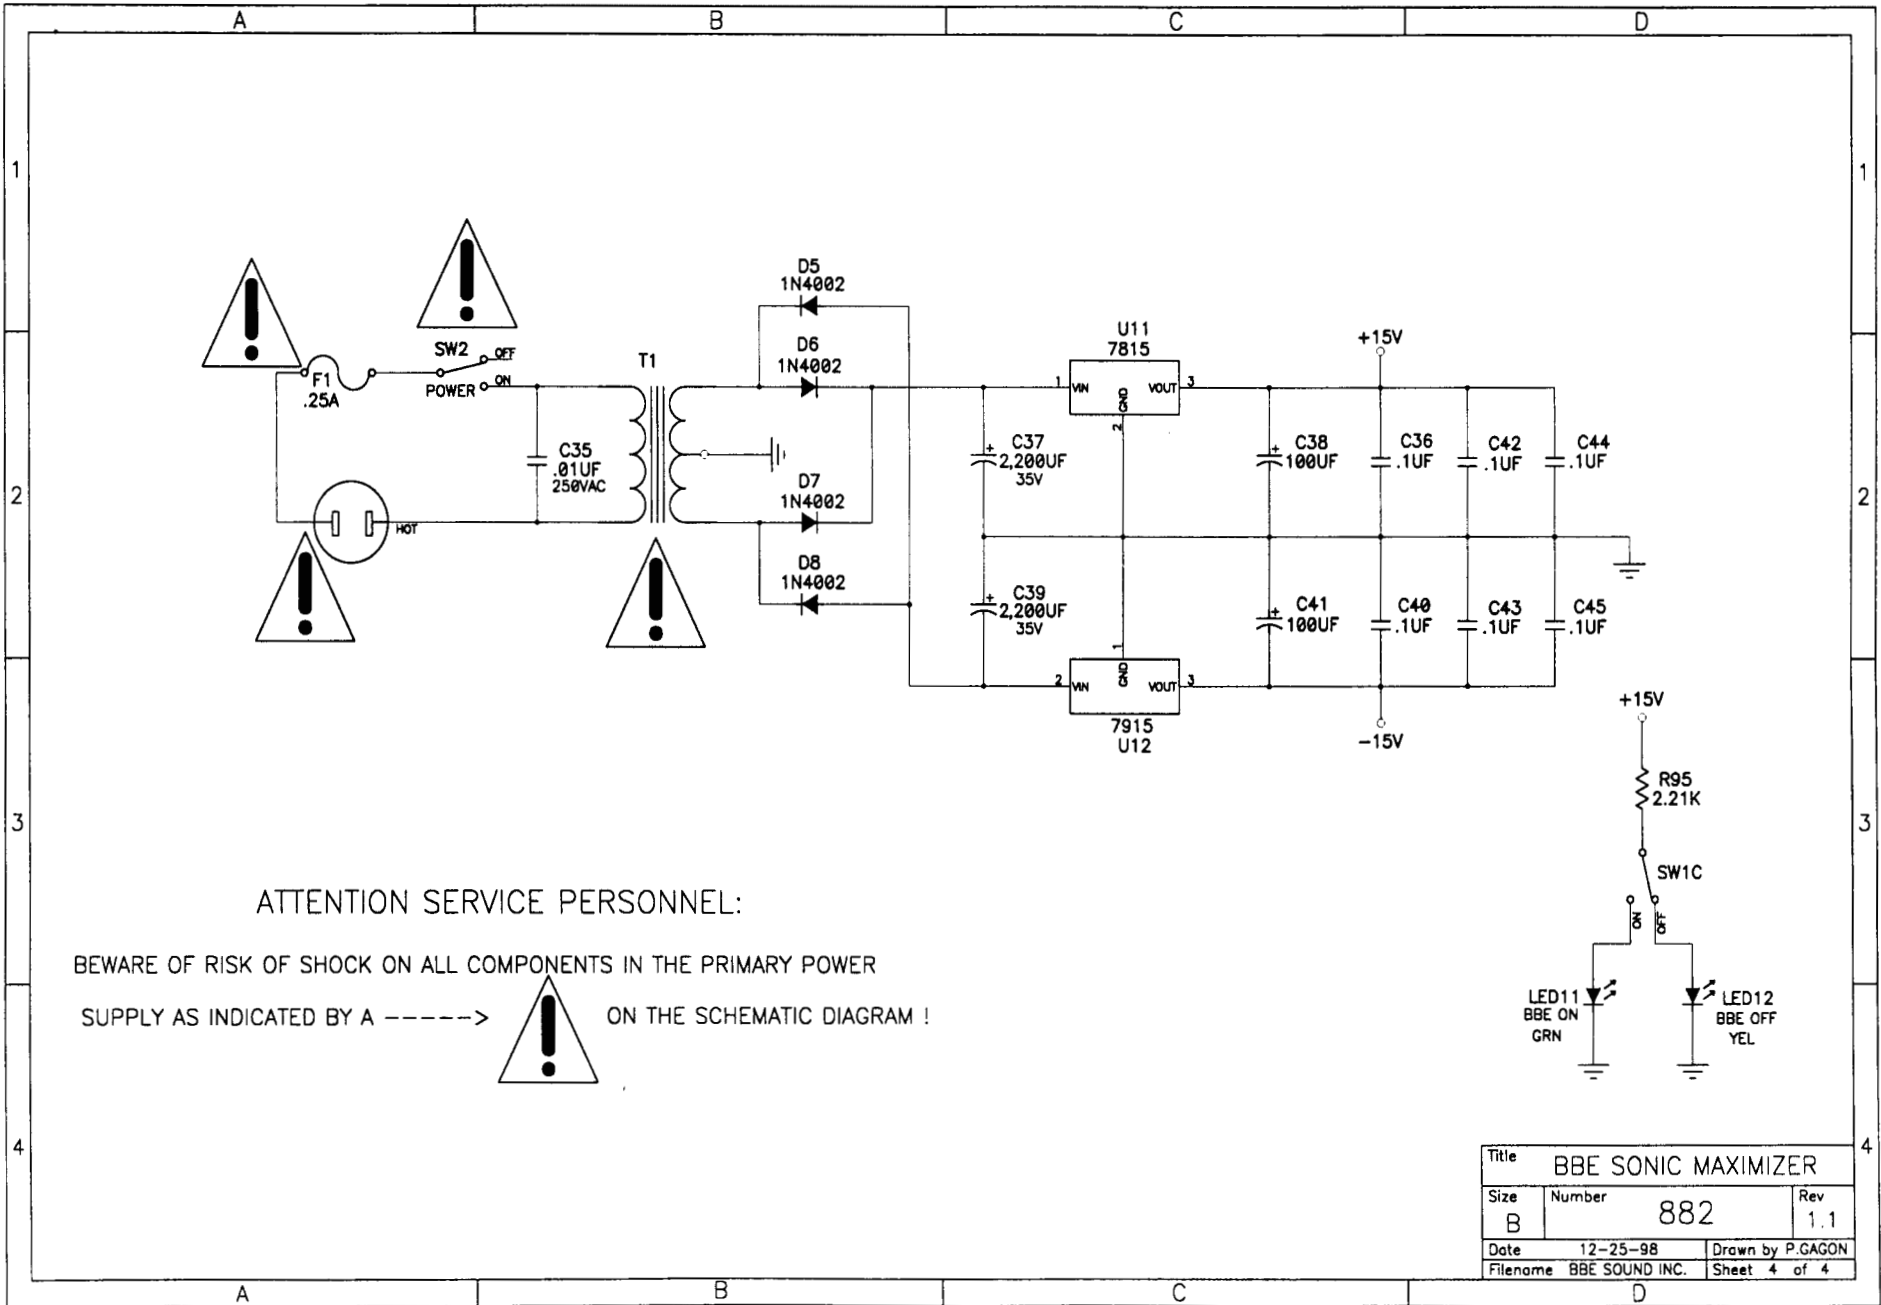 A B C D
1 1
D5
1N4002
D6
1N4002
SW2
OFF
POWER
ON
F1
.25A
T1
U11
7815
+15V
1 VIN
GND
VOUT 3
2
C35
.01UF
250VAC
C37
+
2,200UF
35V
C38
+
100UF
C36
.1UF
C42
.1UF
C44
.1UF
2 2
D7
1N4002
HOT
D8
1N4002
C39
+
2,200UF
35V
C41
+
100UF
C40
.1UF
C43
.1UF
C45
.1UF
1
2 VIN
GND
VOUT 3
7915
U12
-15V
+15V
R95
2.21K
3 3
SW1C
ON
OFF
ATTENTION SERVICE PERSONNEL:
BEWARE OF RISK OF SHOCK ON ALL COMPONENTS IN THE PRIMARY POWER
SUPPLY AS INDICATED BY A -----> ON THE SCHEMATIC DIAGRAM !
LED11
BBE ON
GRN
LED12
BBE OFF
YEL
4 4
Title BBE SONIC MAXIMIZER
Size B
Number 882
Rev 1.1
Date 12-25-98
Drawn by P.GAGON
Filename BBE SOUND INC.
Sheet 4 of 4
A B C D